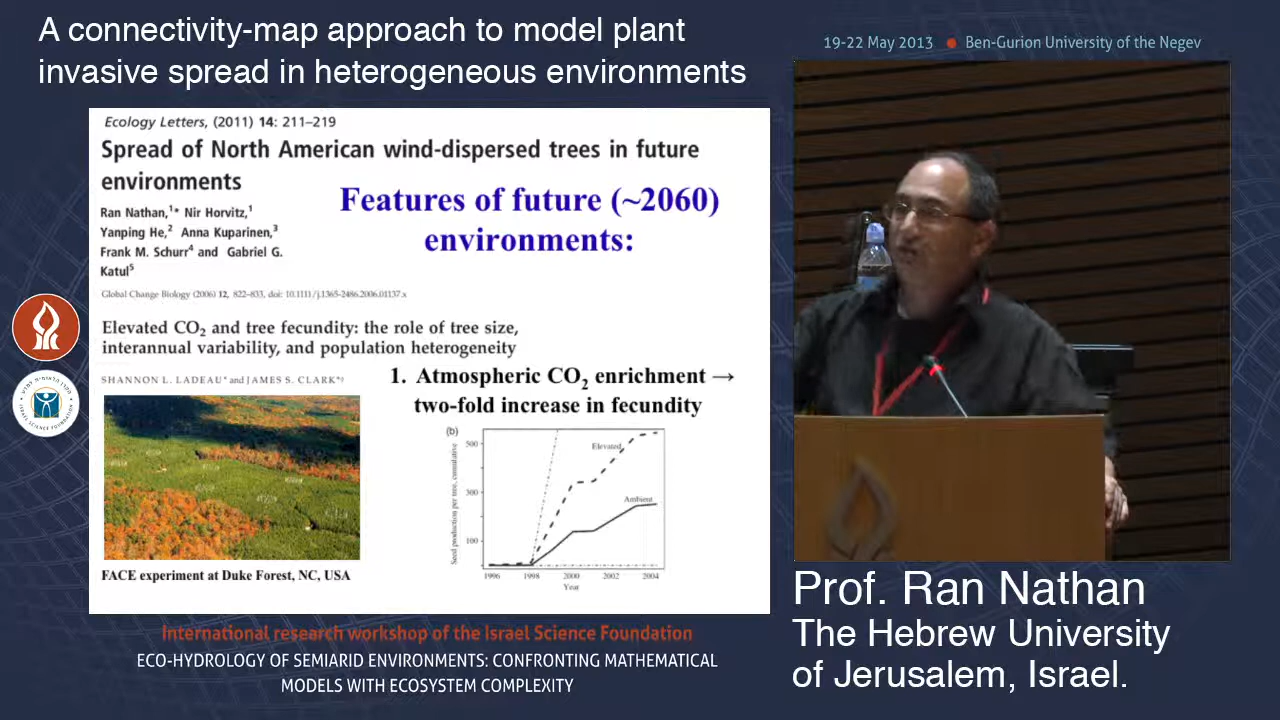 A connectivity-map approach to model plant
invasive spread in heterogeneous environments
19-22 May 2013 ● Ben-Gurion University of the Negev
Ecology Letters, (2011) 14: 211–219
Spread of North American wind-dispersed trees in future
environments
Ran Nathan,¹* Nir Horvitz,¹
Yanping He,² Anna Kuparinen,³
Frank M. Schurr⁴ and Gabriel G.
Katul⁵
Features of future (~2060)
environments:
Global Change Biology (2006) 12, 822–833, doi: 10.1111/j.1365-2486.2006.01137.x
Elevated CO₂ and tree fecundity: the role of tree size,
interannual variability, and population heterogeneity
SHANNON L. LADEAU* and JAMES S. CLARK*†
1. Atmospheric CO₂ enrichment →
two-fold increase in fecundity
(b)
Seed production per tree, cumulative
500
300
100
Elevated
Ambient
1996 1998 2000 2002 2004
Year
FACE experiment at Duke Forest, NC, USA
International research workshop of the Israel Science Foundation
ECO-HYDROLOGY OF SEMIARID ENVIRONMENTS: CONFRONTING MATHEMATICAL
MODELS WITH ECOSYSTEM COMPLEXITY
Prof. Ran Nathan
The Hebrew University
of Jerusalem, Israel.